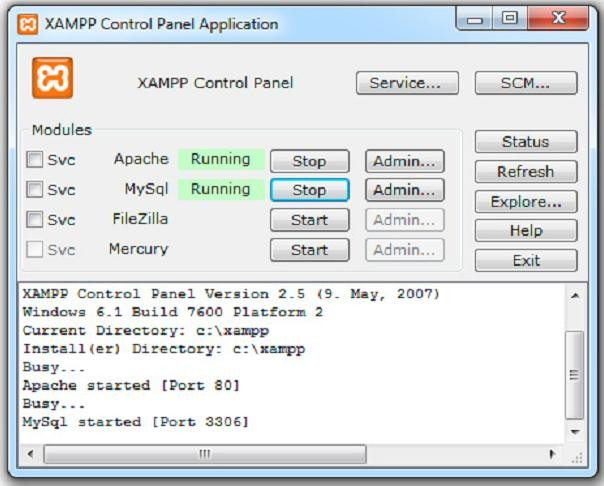 XAMPP Control Panel Application
XAMPP Control Panel Service... SCM...
Modules
Svc Apache Running Stop Admin...
Svc MySql Running Stop Admin...
Svc FileZilla Start Admin...
Svc Mercury Start Admin...
Status
Refresh
Explore...
Help
Exit
XAMPP Control Panel Version 2.5 (9. May, 2007)
Windows 6.1 Build 7600 Platform 2
Current Directory: c:\xampp
Install(er) Directory: c:\xampp
Busy...
Apache started [Port 80]
Busy...
MySql started [Port 3306]